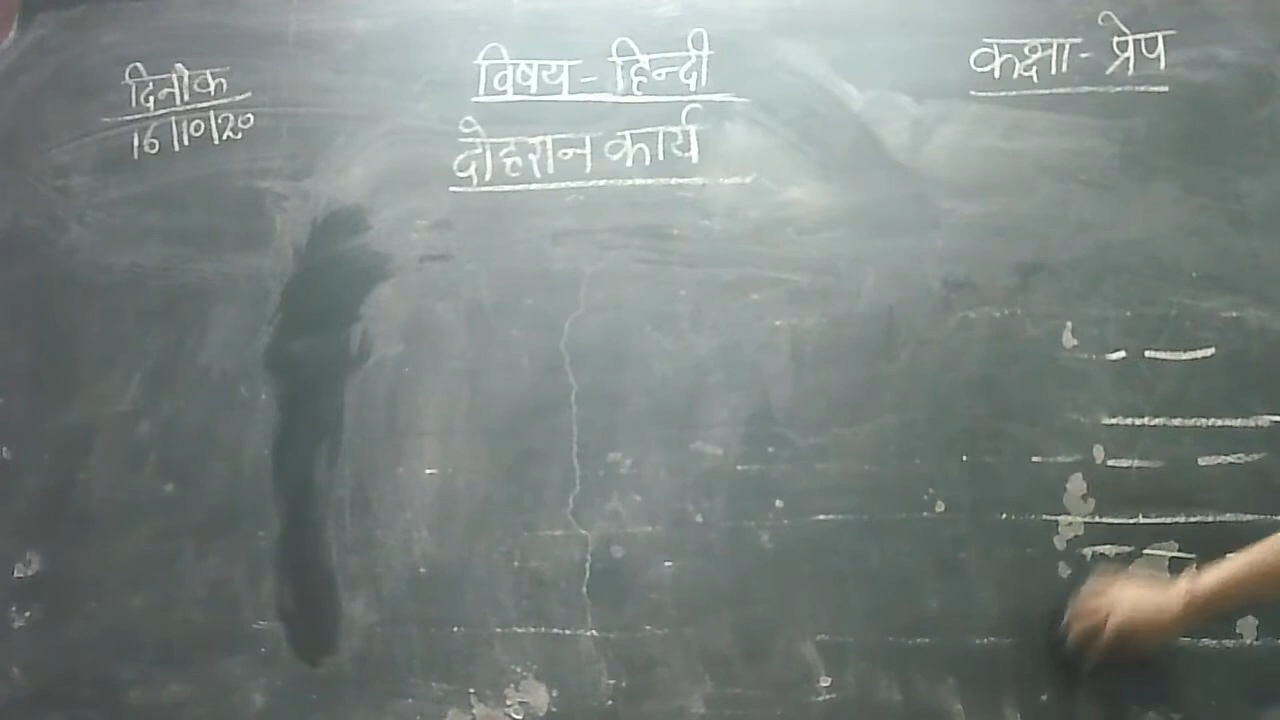 दिनाँक
16/10/20
विषय - हिन्दी
दोहरान कार्य
कक्षा - प्रेप